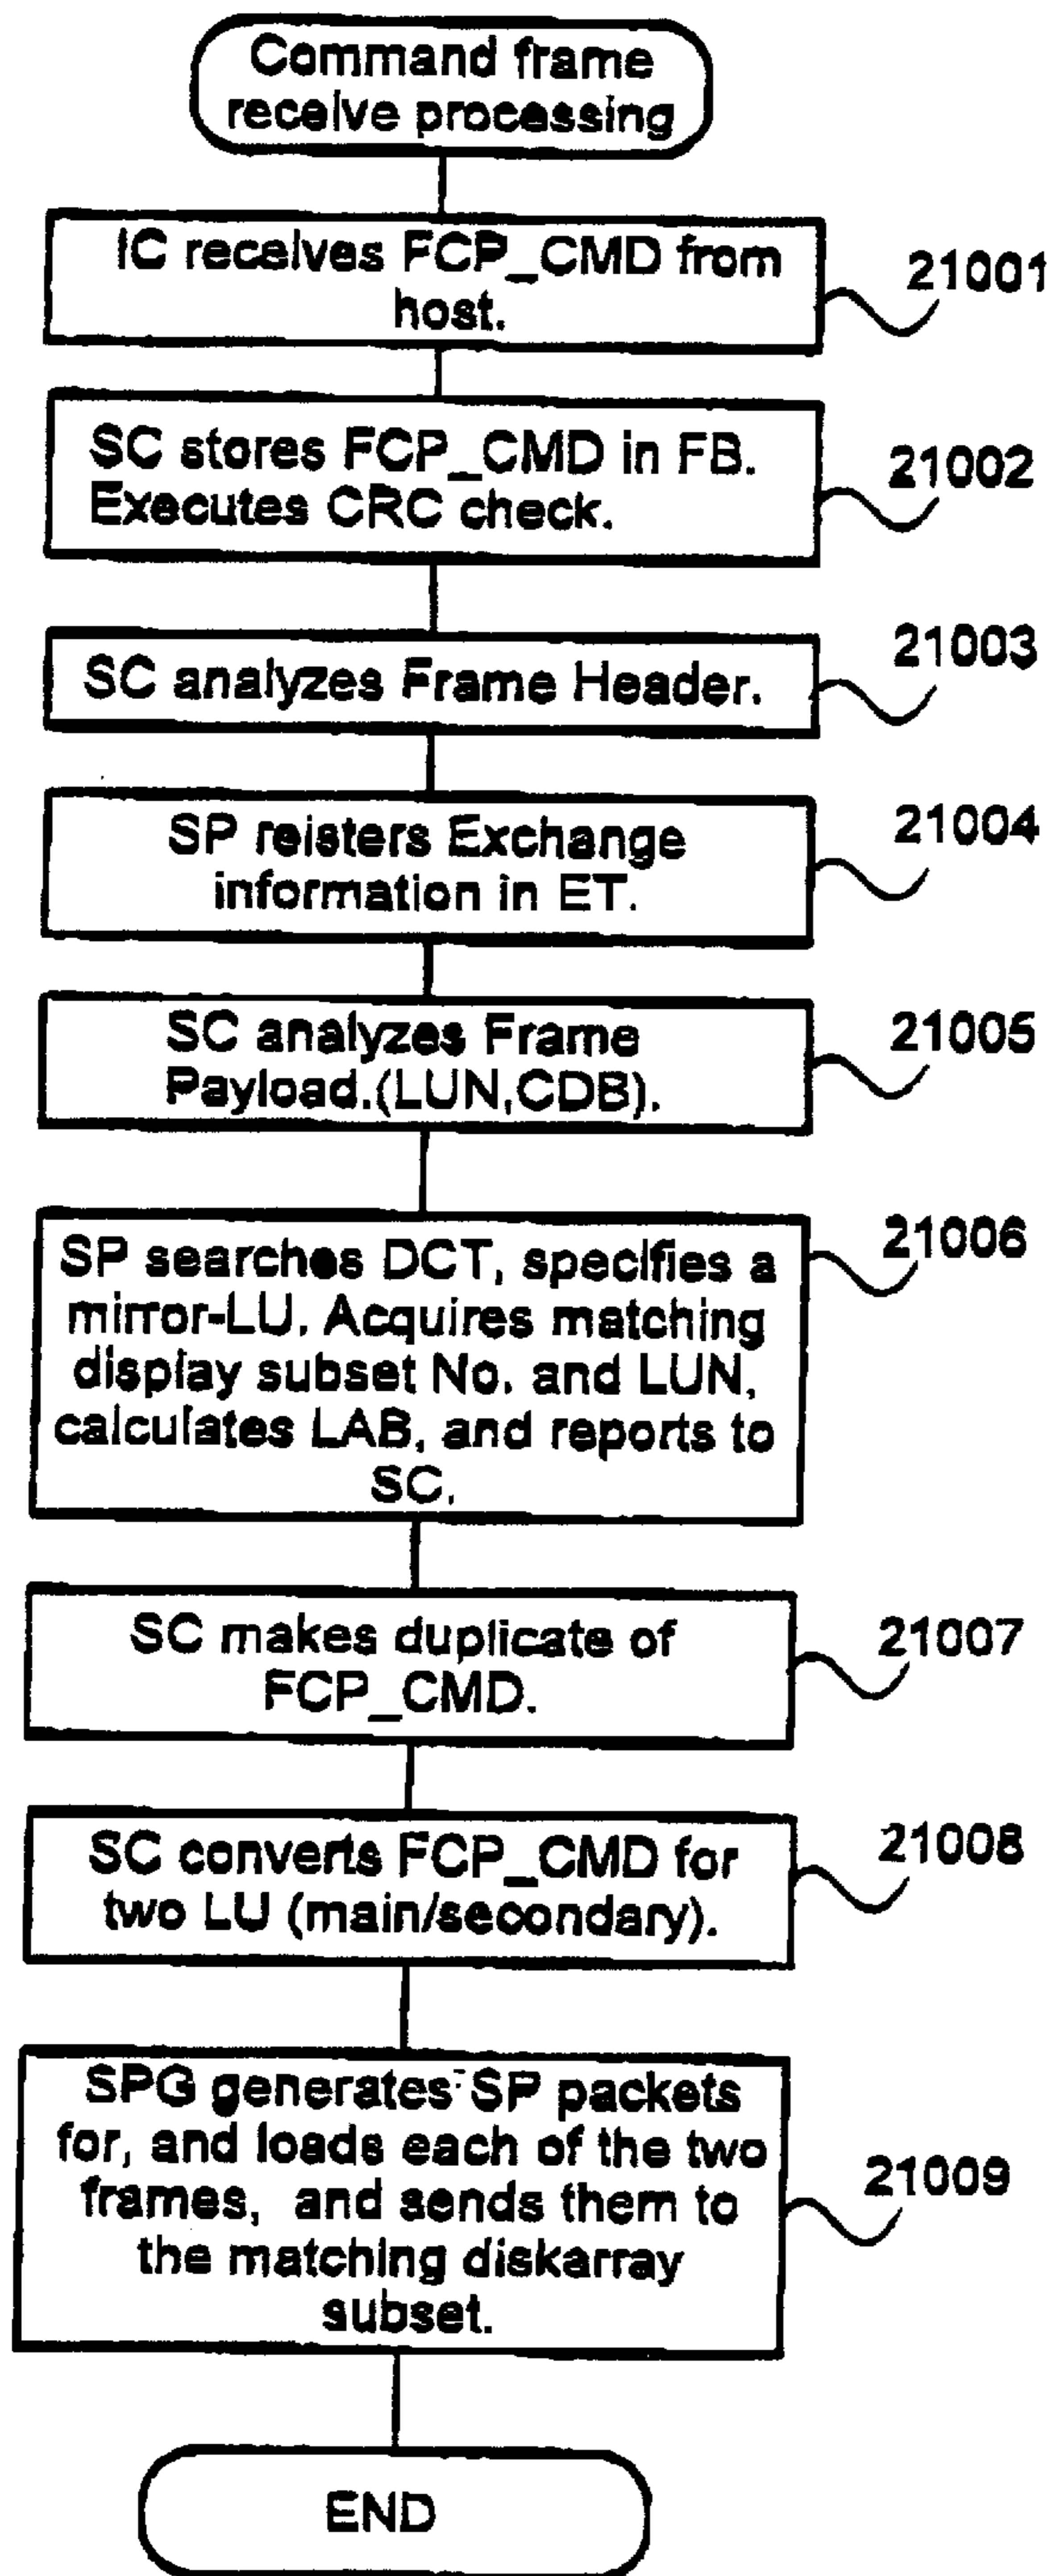 Command frame
receive processing
IC receives FCP_CMD from
host.
21001
SC stores FCP_CMD in FB.
Executes CRC check.
21002
SC analyzes Frame Header.
21003
SP reisters Exchange
information in ET.
21004
SC analyzes Frame
Payload.(LUN,CDB).
21005
SP searches DCT, specifies a
mirror-LU. Acquires matching
display subset No. and LUN,
calculates LAB, and reports to
SC.
21006
SC makes duplicate of
FCP_CMD.
21007
SC converts FCP_CMD for
two LU (main/secondary).
21008
SPG generates SP packets
for, and loads each of the two
frames, and sends them to
the matching diskarray
subset.
21009
END